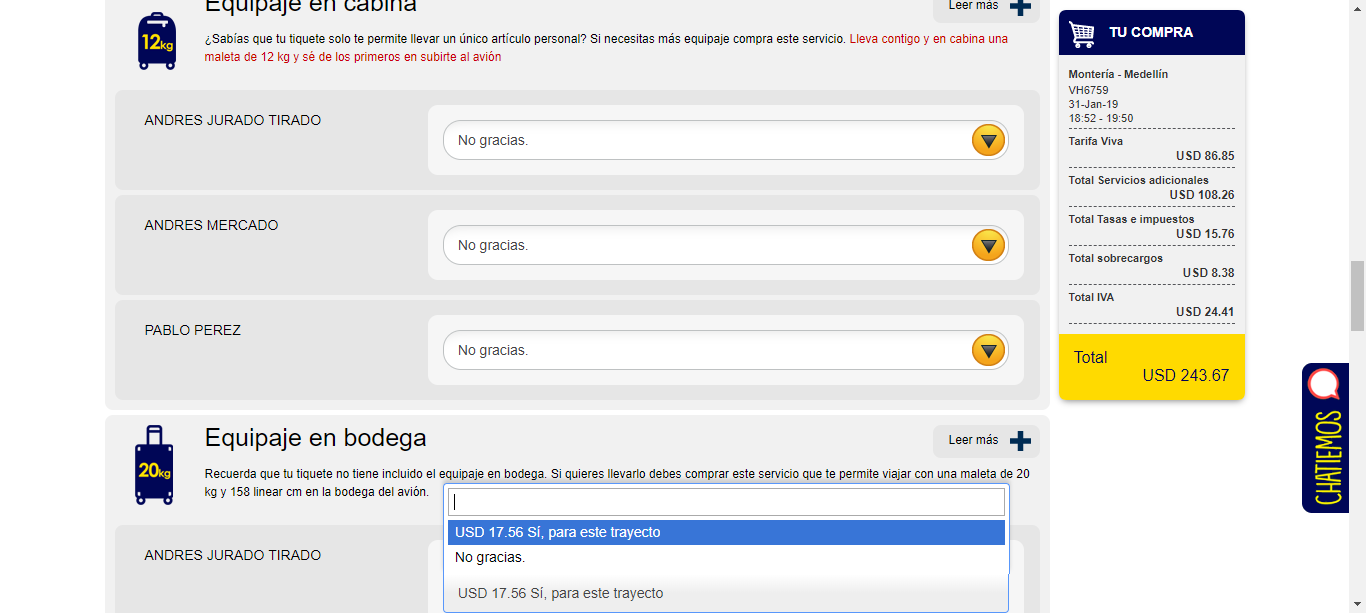 Equipaje en cabina
Leer más
12kg
¿Sabías que tu tiquete solo te permite llevar un único artículo personal? Si necesitas más equipaje compra este servicio. Lleva contigo y en cabina una
maleta de 12 kg y sé de los primeros en subirte al avión
ANDRES JURADO TIRADO
No gracias.
ANDRES MERCADO
No gracias.
PABLO PEREZ
No gracias.
20kg
Equipaje en bodega
Leer más
Recuerda que tu tiquete no tiene incluido el equipaje en bodega. Si quieres llevarlo debes comprar este servicio que te permite viajar con una maleta de 20
kg y 158 linear cm en la bodega del avión.
USD 17.56 Sí, para este trayecto
No gracias.
ANDRES JURADO TIRADO
USD 17.56 Sí, para este trayecto
TU COMPRA
Montería - Medellín
VH6759
31-Jan-19
18:52 - 19:50
Tarifa Viva
USD 86.85
Total Servicios adicionales
USD 108.26
Total Tasas e impuestos
USD 15.76
Total sobrecargos
USD 8.38
Total IVA
USD 24.41
Total
USD 243.67
CHATIEMOS